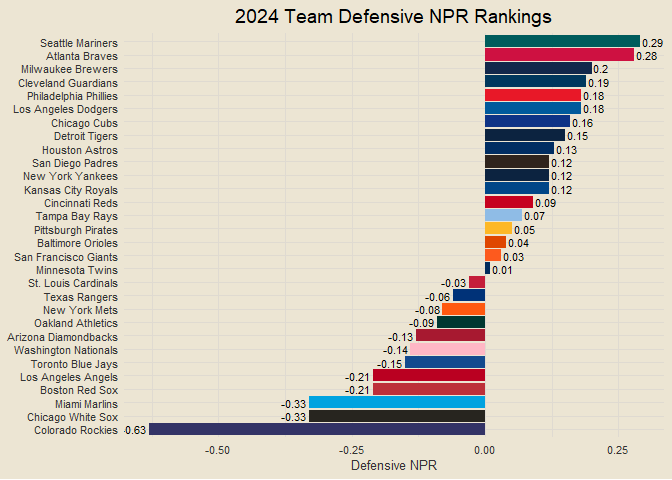 2024 Team Defensive NPR Rankings
Seattle Mariners 0.29
Atlanta Braves 0.28
Milwaukee Brewers 0.2
Cleveland Guardians 0.19
Philadelphia Phillies 0.18
Los Angeles Dodgers 0.18
Chicago Cubs 0.16
Detroit Tigers 0.15
Houston Astros 0.13
San Diego Padres 0.12
New York Yankees 0.12
Kansas City Royals 0.12
Cincinnati Reds 0.09
Tampa Bay Rays 0.07
Pittsburgh Pirates 0.05
Baltimore Orioles 0.04
San Francisco Giants 0.03
Minnesota Twins 0.01
St. Louis Cardinals -0.03
Texas Rangers -0.06
New York Mets -0.08
Oakland Athletics -0.09
Arizona Diamondbacks -0.13
Washington Nationals -0.14
Toronto Blue Jays -0.15
Los Angeles Angels -0.21
Boston Red Sox -0.21
Miami Marlins -0.33
Chicago White Sox -0.33
Colorado Rockies -0.63
-0.50 -0.25 0.00 0.25
Defensive NPR